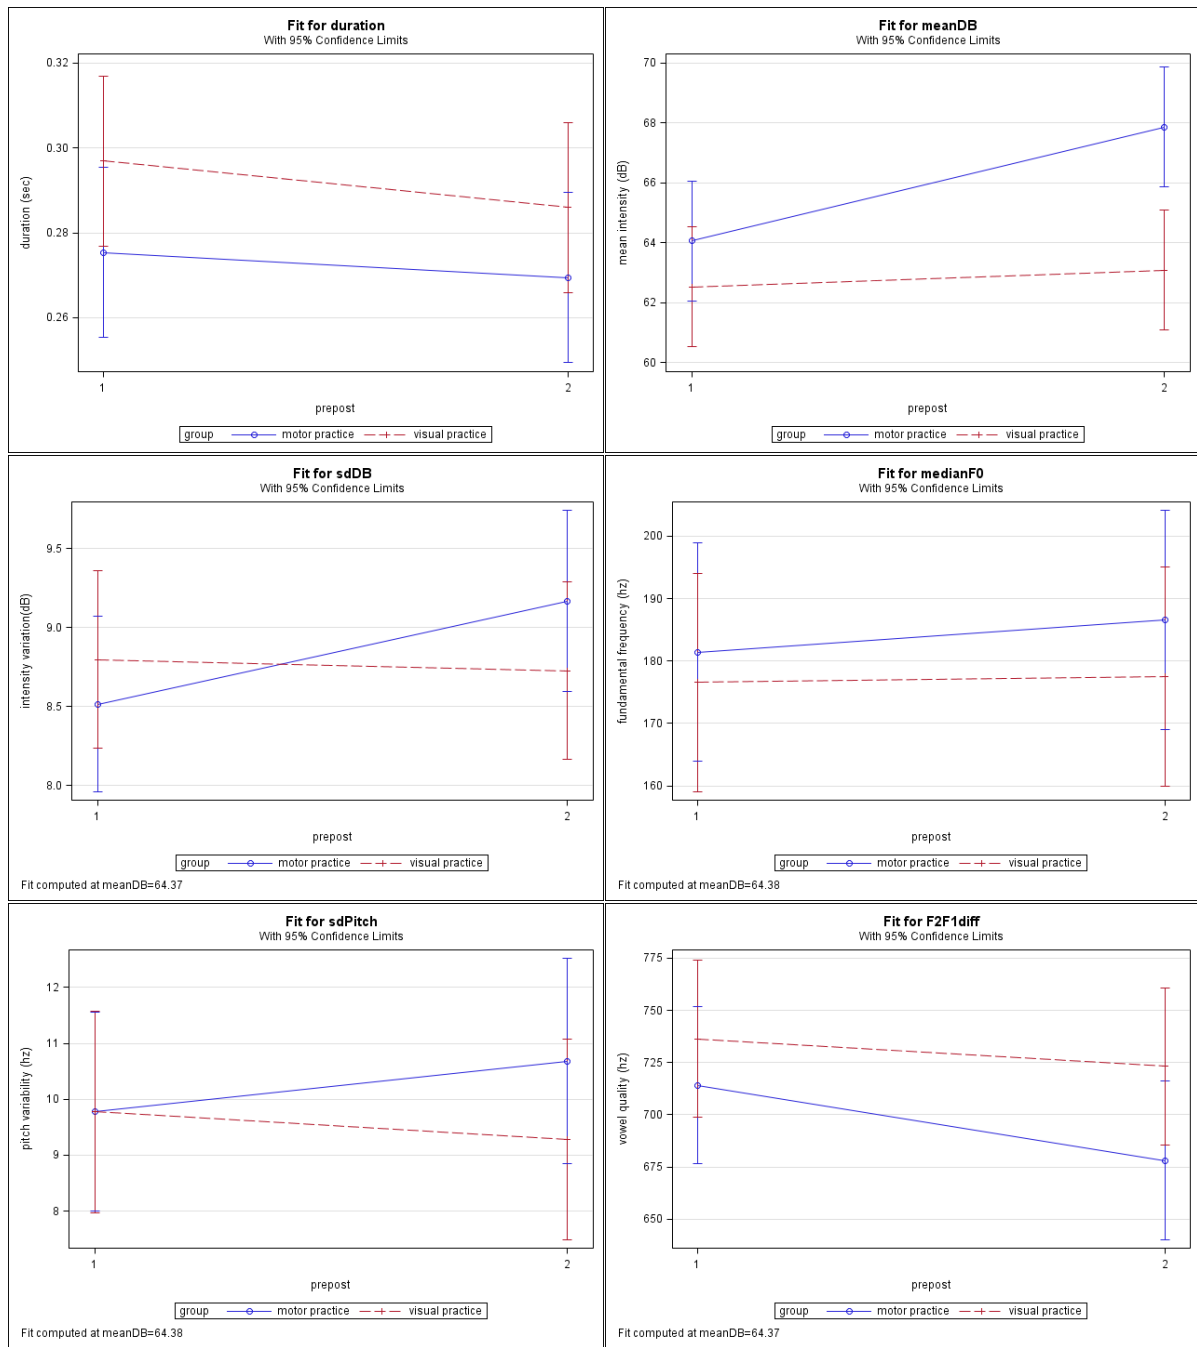 Fit for duration
With 95% Confidence Limits
0.32
0.30
0.28
0.26
duration (sec)
1
2
prepost
group motor practice visual practice
Fit for meanDB
With 95% Confidence Limits
70
68
66
64
62
60
mean intensity (dB)
1
2
prepost
group motor practice visual practice
Fit for sdDB
With 95% Confidence Limits
9.5
9.0
8.5
8.0
intensity variation(dB)
1
2
prepost
group motor practice visual practice
Fit computed at meanDB=64.37
Fit for medianF0
With 95% Confidence Limits
200
190
180
170
160
fundamental frequency (hz)
1
2
prepost
group motor practice visual practice
Fit computed at meanDB=64.38
Fit for sdPitch
With 95% Confidence Limits
12
11
10
9
8
pitch variability (hz)
1
2
prepost
group motor practice visual practice
Fit computed at meanDB=64.38
Fit for F2F1diff
With 95% Confidence Limits
775
750
725
700
675
650
vowel quality (hz)
1
2
prepost
group motor practice visual practice
Fit computed at meanDB=64.37